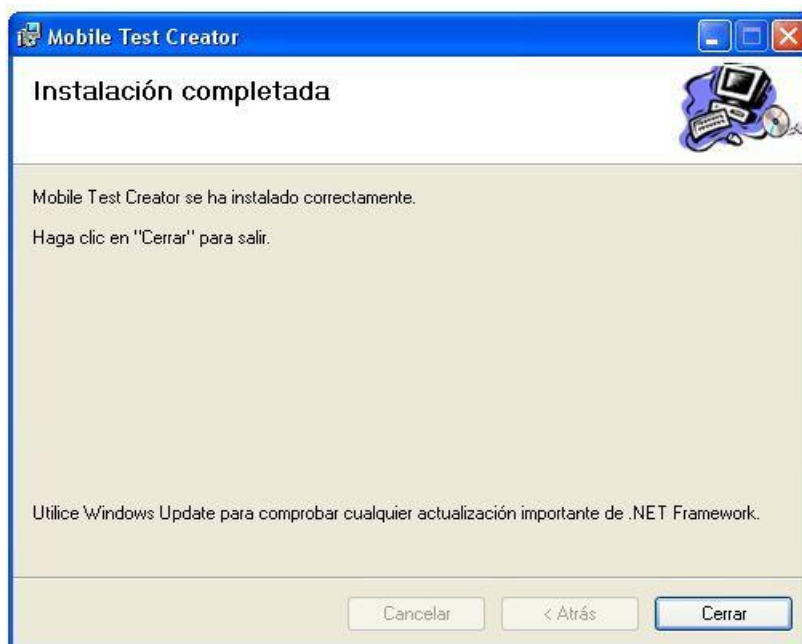 Mobile Test Creator
Instalación completada
Mobile Test Creator se ha instalado correctamente.
Haga clic en "Cerrar" para salir.
Utilice Windows Update para comprobar cualquier actualización importante de .NET Framework.
Cancelar
< Atrás
Cerrar